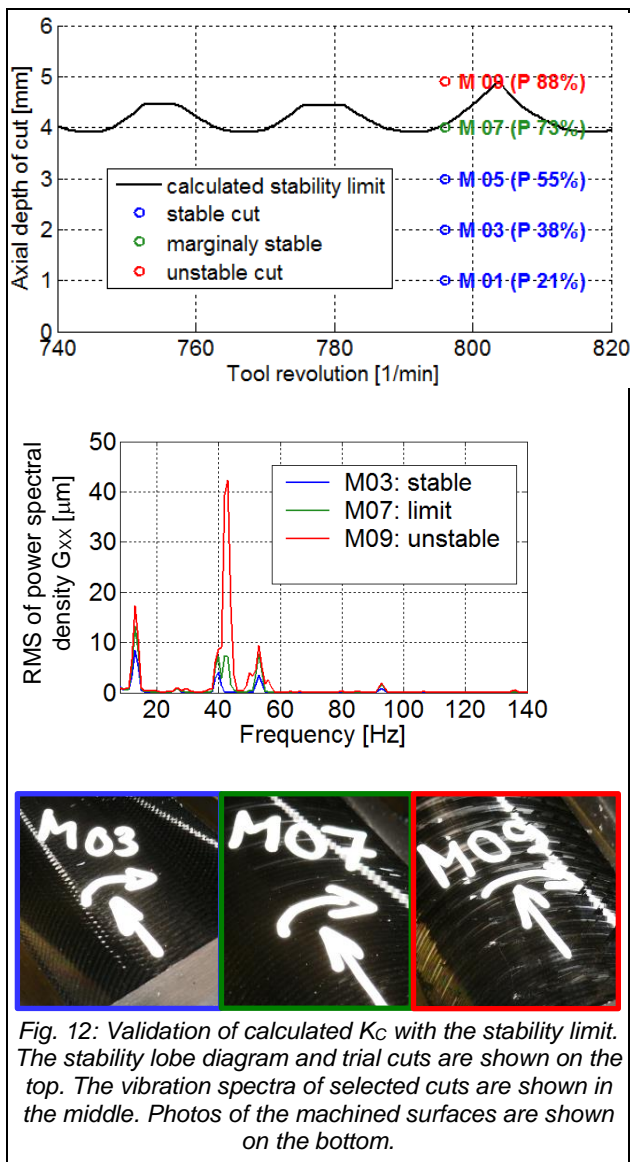 6
5
4
3
2
1
0
Axial depth of cut [mm]
M 09 (P 88%)
M 07 (P 73%)
M 05 (P 55%)
M 03 (P 38%)
M 01 (P 21%)
calculated stability limit
stable cut
marginaly stable
unstable cut
740 760 780 800 820
Tool revolution [1/min]
50
40
30
20
10
0
RMS of power spectral
density Gxx [µm]
M03: stable
M07: limit
M09: unstable
20 40 60 80 100 120 140
Frequency [Hz]
M03
M07
M09
Fig. 12: Validation of calculated KC with the stability limit.
The stability lobe diagram and trial cuts are shown on the
top. The vibration spectra of selected cuts are shown in
the middle. Photos of the machined surfaces are shown
on the bottom.